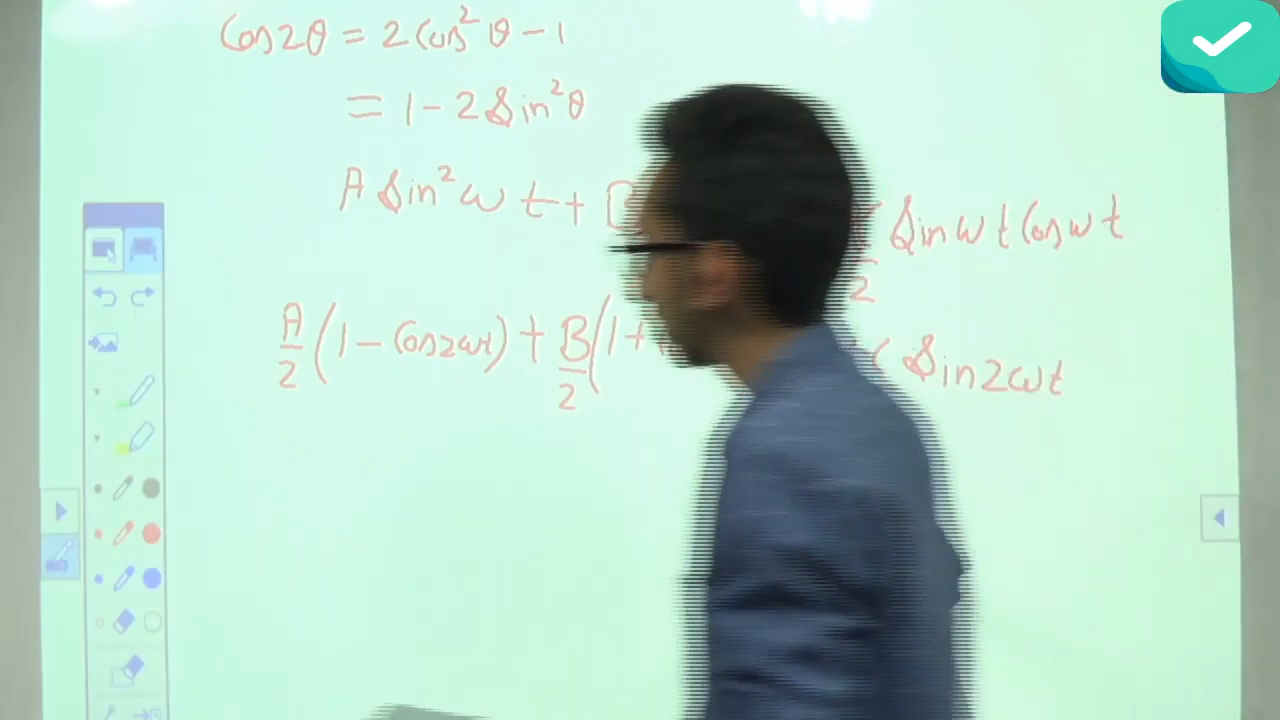 Cos2θ = 2Cos²θ - 1
= 1 - 2Sin²θ
A Sin²ωt + Sinωt Cosωt
2
A/2 (1 - Cos2ωt) + B/2 (1 + Sin2ωt